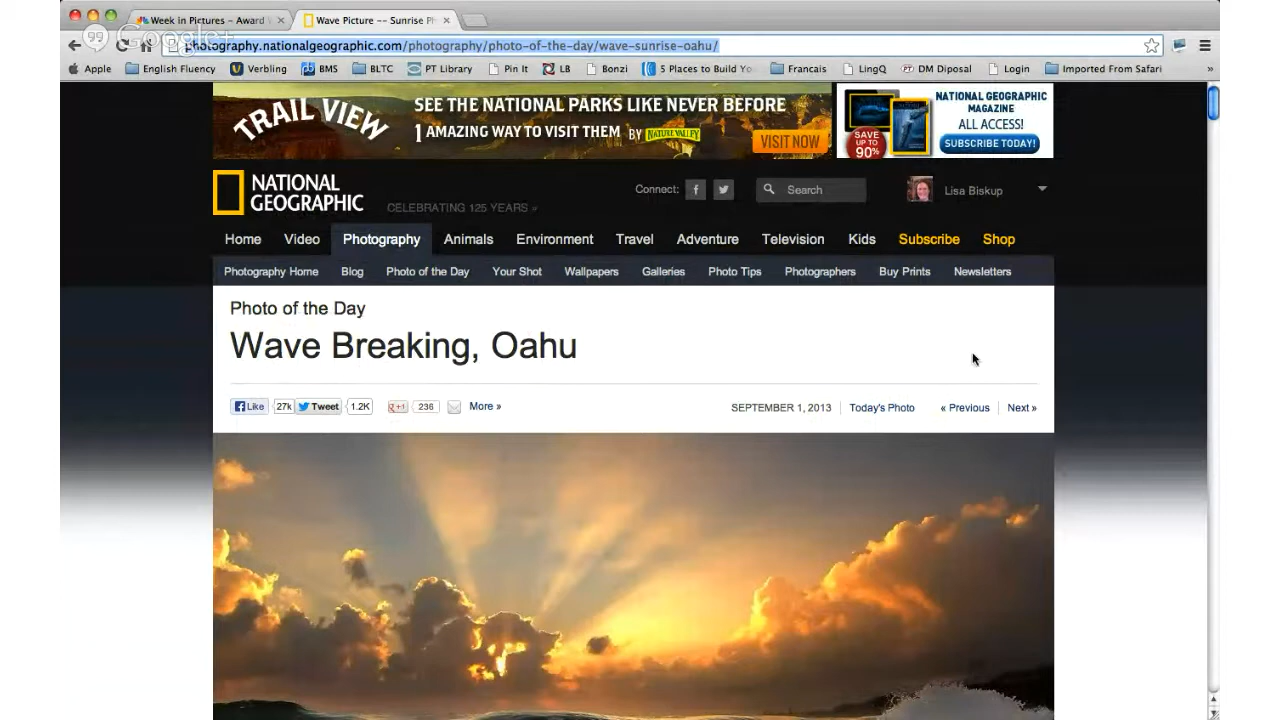 Week in Pictures – Award
Wave Picture -- Sunrise P
Google+
photography.nationalgeographic.com/photography/photo-of-the-day/wave-sunrise-oahu/
Apple English Fluency Verbling BMS BLTC PT Library Pin It LB Bonzi 5 Places to Build Yo Francais LingQ DM Diposal Login Imported From Safari »
TRAIL VIEW
SEE THE NATIONAL PARKS LIKE NEVER BEFORE
1 AMAZING WAY TO VISIT THEM BY NATURE VALLEY
VISIT NOW
NATIONAL GEOGRAPHIC
MAGAZINE
ALL ACCESS!
SUBSCRIBE TODAY!
SAVE
UP TO
90%
NATIONAL
GEOGRAPHIC
CELEBRATING 125 YEARS »
Connect: Search Lisa Biskup
Home Video Photography Animals Environment Travel Adventure Television Kids Subscribe Shop
Photography Home Blog Photo of the Day Your Shot Wallpapers Galleries Photo Tips Photographers Buy Prints Newsletters
Photo of the Day
Wave Breaking, Oahu
Like 27k Tweet 1.2K +1 236 More » SEPTEMBER 1, 2013 Today's Photo « Previous Next »